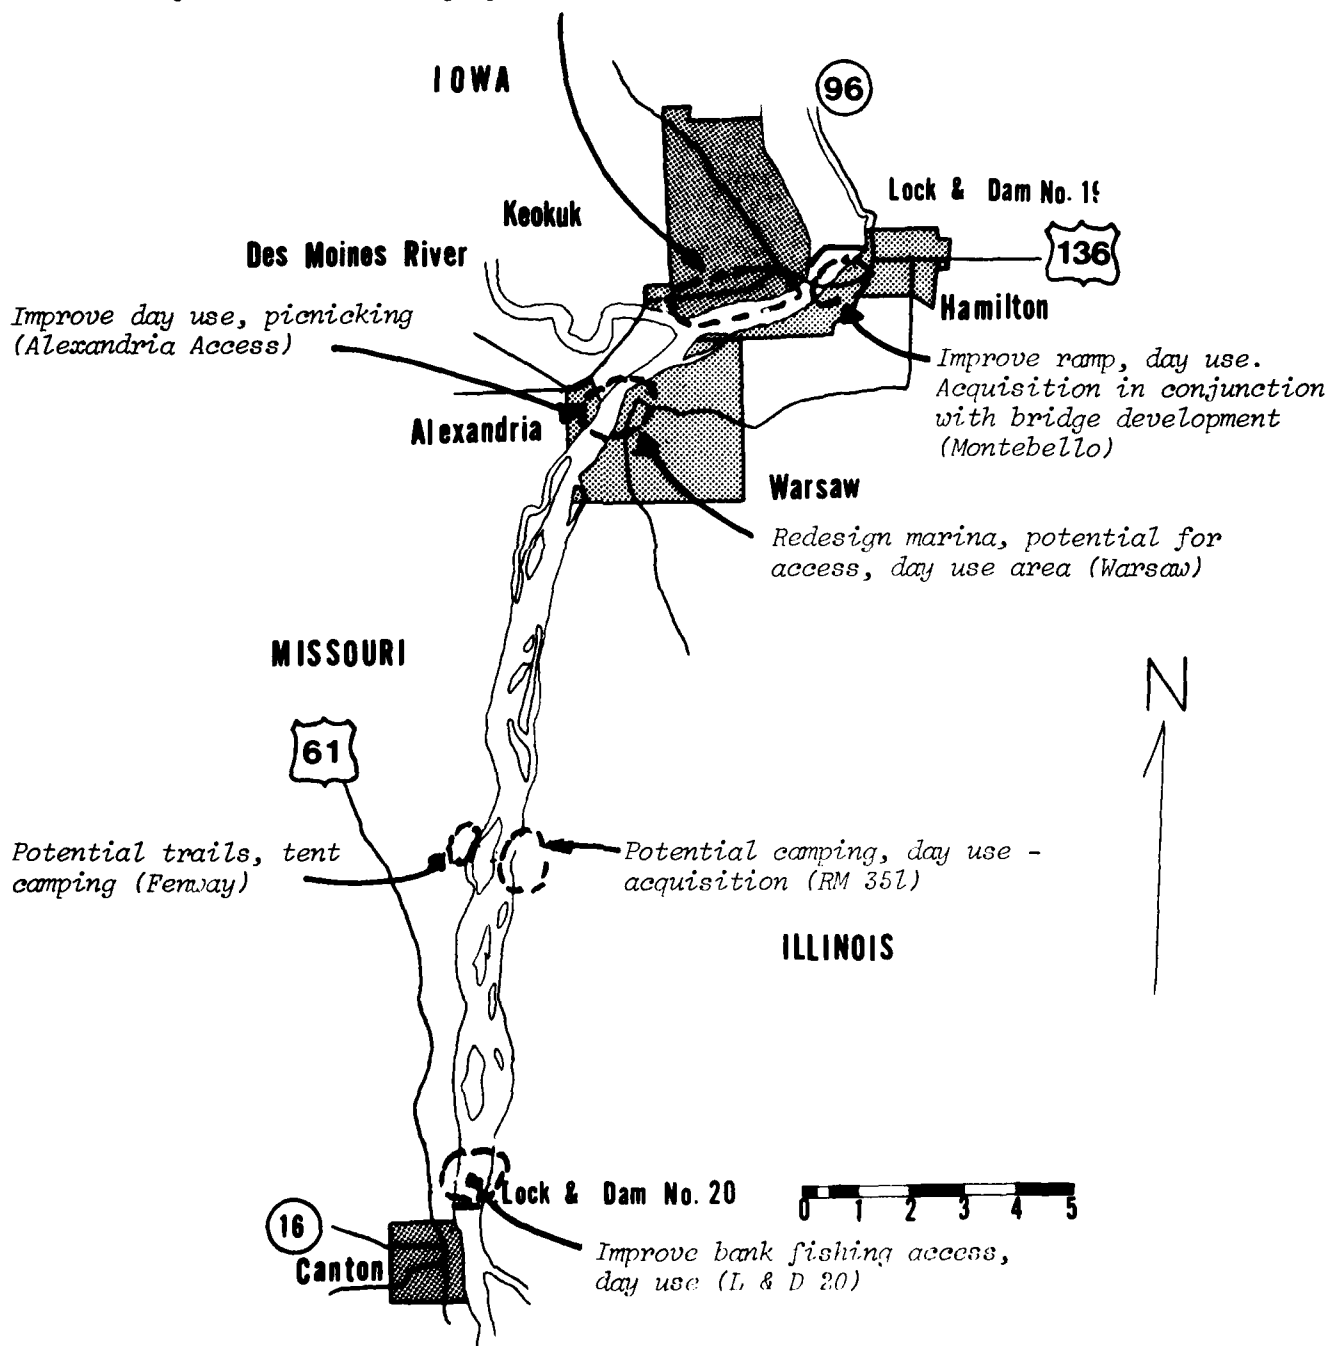 IOWA
96
Lock & Dam No. 19
Keokuk
136
Des Moines River
Hamilton
Improve day use, picnicking
(Alexandria Access)
Improve ramp, day use.
Acquisition in conjunction
with bridge development
(Montebello)
Alexandria
Warsaw
Redesign marina, potential for
access, day use area (Warsaw)
MISSOURI
N
61
Potential trails, tent
camping (Fenway)
Potential camping, day use -
acquisition (RM 351)
ILLINOIS
Lock & Dam No. 20
0 1 2 3 4 5
16
Canton
Improve bank fishing access,
day use (L & D 20)